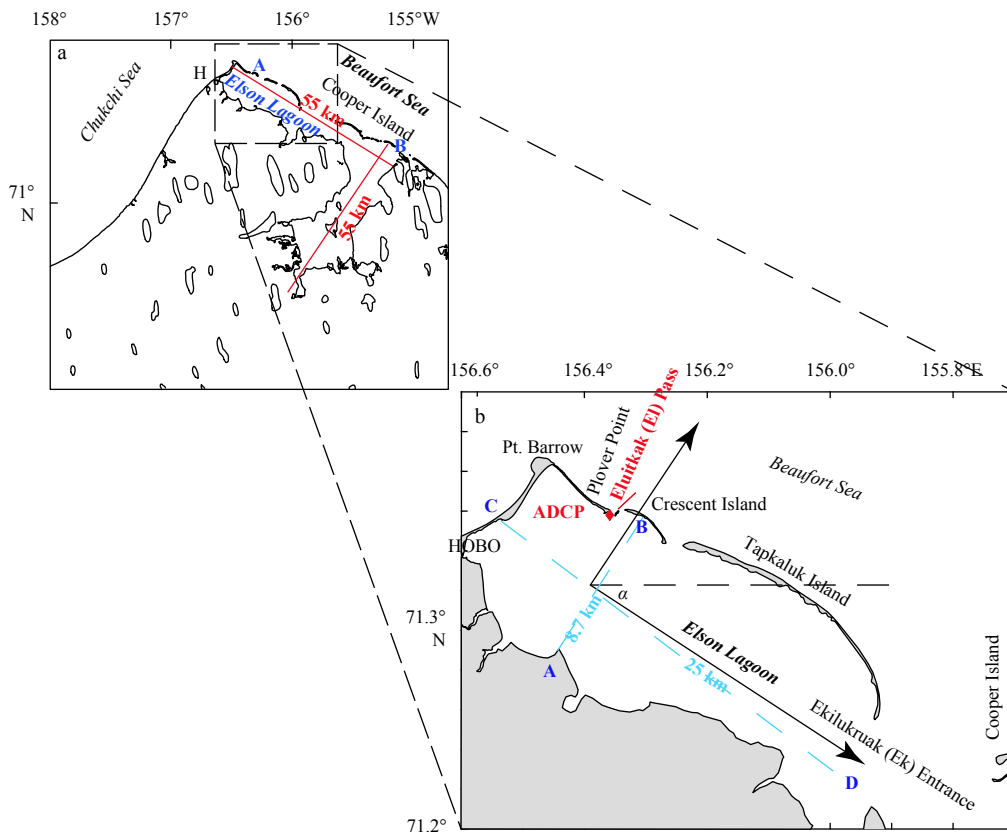 158°
157°
156°
155°W
a
H
A
Chukchi Sea
Beaufort Sea
Cooper Island
55 km
Elson Lagoon
B
71°
N
55 km
156.6
156.4
156.2
156.0
155.8°E
b
Pt. Barrow
Plover Point
Eluitkak (El) Pass
Beaufort Sea
C
ADCP
Crescent Island
B
HOBO
Tapkaluk Island
α
71.3°
N
8.7 km
Elson Lagoon
25 km
A
Cooper Island
Ekilukruak (Ek) Entrance
D
71.2°